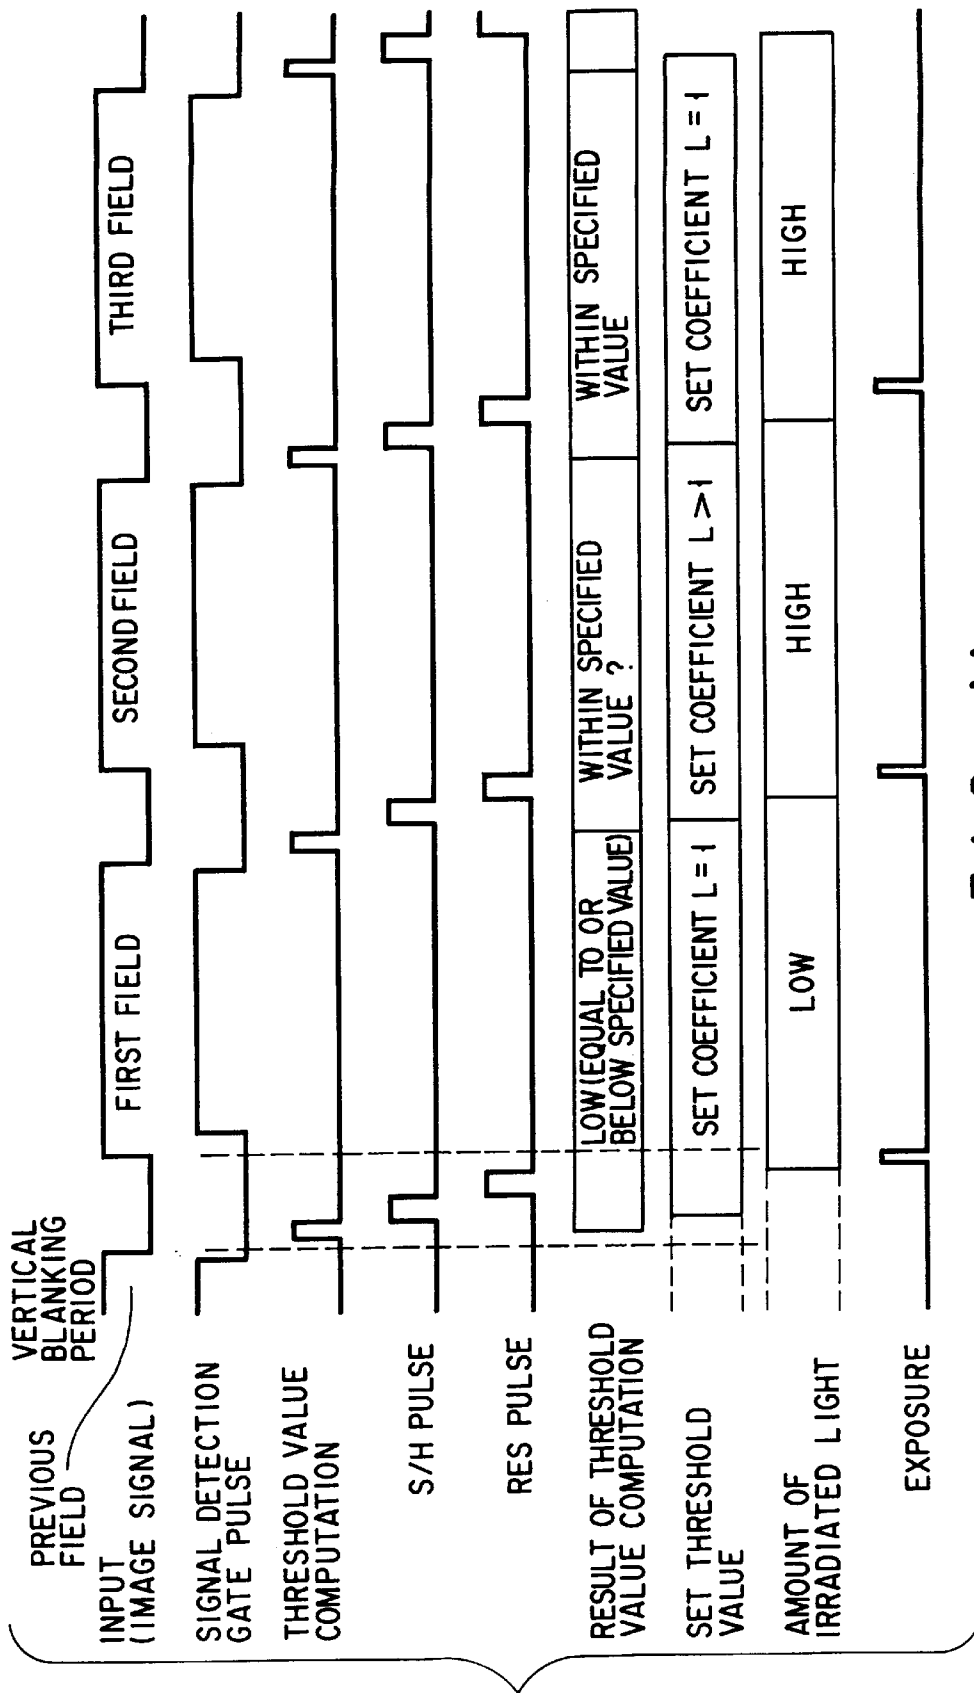 VERTICAL
BLANKING
PERIOD
PREVIOUS
FIELD
INPUT
(IMAGE SIGNAL)
FIRST FIELD
SECOND FIELD
THIRD FIELD
SIGNAL DETECTION
GATE PULSE
THRESHOLD VALUE
COMPUTATION
S/H PULSE
RES PULSE
RESULT OF THRESHOLD
VALUE COMPUTATION
LOW(EQUAL TO OR
BELOW SPECIFIED VALUE)
WITHIN SPECIFIED
VALUE ?
WITHIN SPECIFIED
VALUE
SET THRESHOLD
VALUE
SET COEFFICIENT L = 1
SET COEFFICIENT L > 1
SET COEFFICIENT L = 1
AMOUNT OF
IRRADIATED LIGHT
LOW
HIGH
HIGH
EXPOSURE